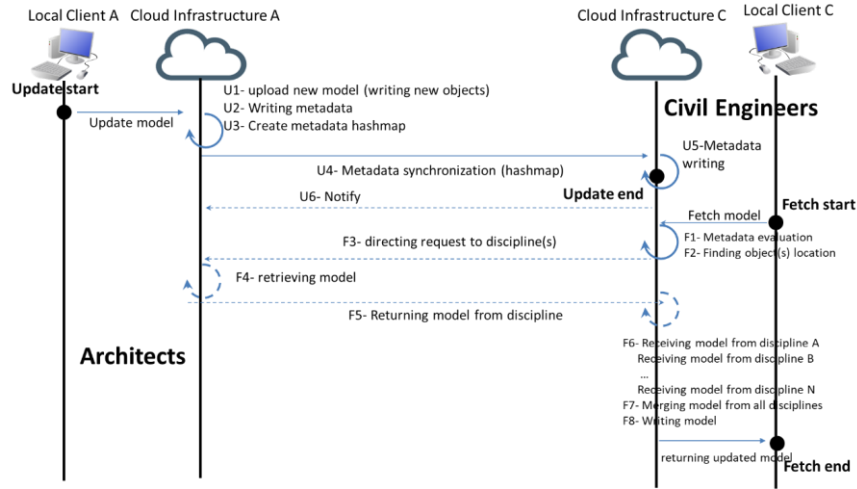 Local Client A
Cloud Infrastructure A
Cloud Infrastructure C
Local Client C
Update start
U1- upload new model (writing new objects)
U2- Writing metadata
U3- Create metadata hashmap
Update model
Civil Engineers
U5-Metadata
writing
U4- Metadata synchronization (hashmap)
U6- Notify
Update end
Fetch start
Fetch model
F1- Metadata evaluation
F2- Finding object(s) location
F3- directing request to discipline(s)
F4- retrieving model
F5- Returning model from discipline
Architects
F6- Receiving model from discipline A
Receiving model from discipline B
...
Receiving model from discipline N
F7- Merging model from all disciplines
F8- Writing model
returning updated model
Fetch end